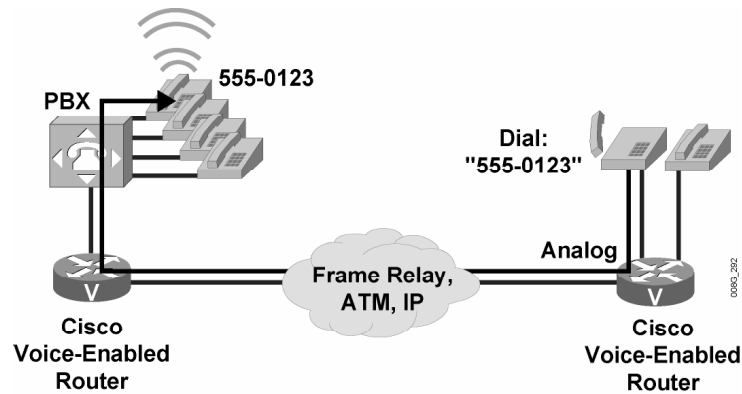 555-0123
PBX
Dial:
"555-0123"
Analog
Frame Relay,
ATM, IP
V
V
Cisco
Voice-Enabled
Router
Cisco
Voice-Enabled
Router
008G_292